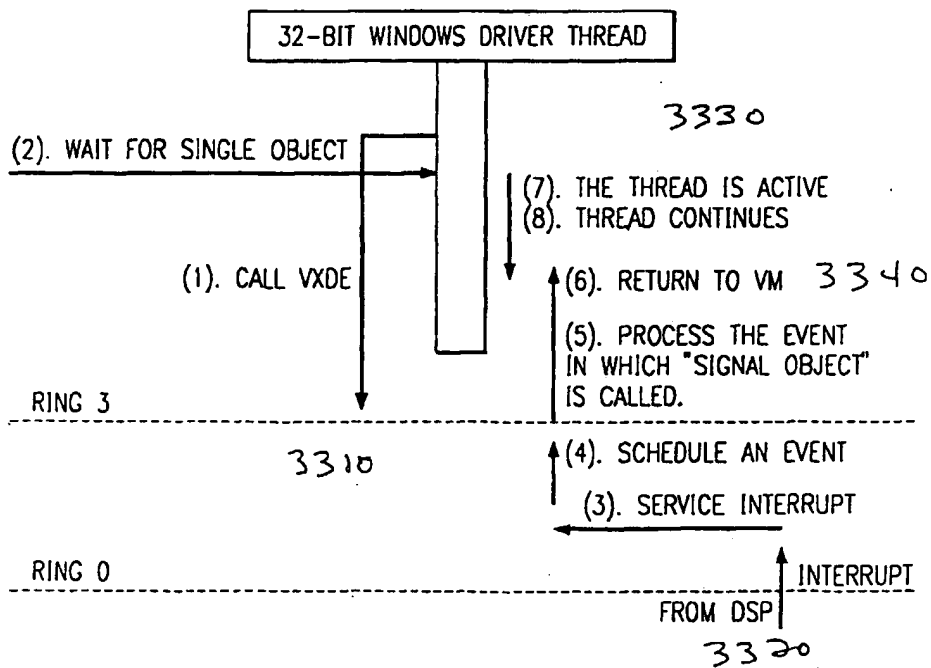 32-BIT WINDOWS DRIVER THREAD
3330
(2). WAIT FOR SINGLE OBJECT
(7). THE THREAD IS ACTIVE
(8). THREAD CONTINUES
(1). CALL VXDE
(6). RETURN TO VM 3340
(5). PROCESS THE EVENT
IN WHICH "SIGNAL OBJECT"
IS CALLED.
RING 3
3310
(4). SCHEDULE AN EVENT
(3). SERVICE INTERRUPT
RING 0
INTERRUPT
FROM DSP
3320